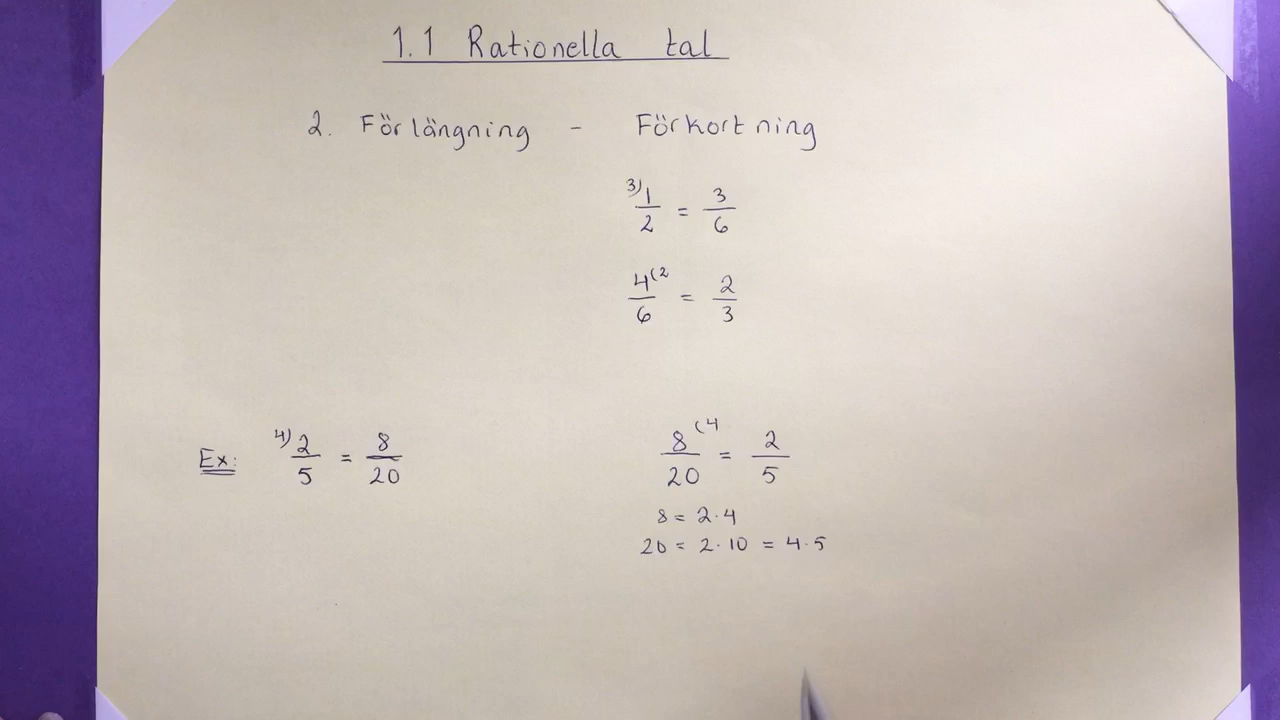 1.1 Rationella tal
2. Förlängning - Förkortning
3) 1/2 = 3/6
4/6 (2 = 2/3
Ex: 4) 2/5 = 8/20
8/20 (4 = 2/5
8 = 2·4
20 = 2·10 = 4·5